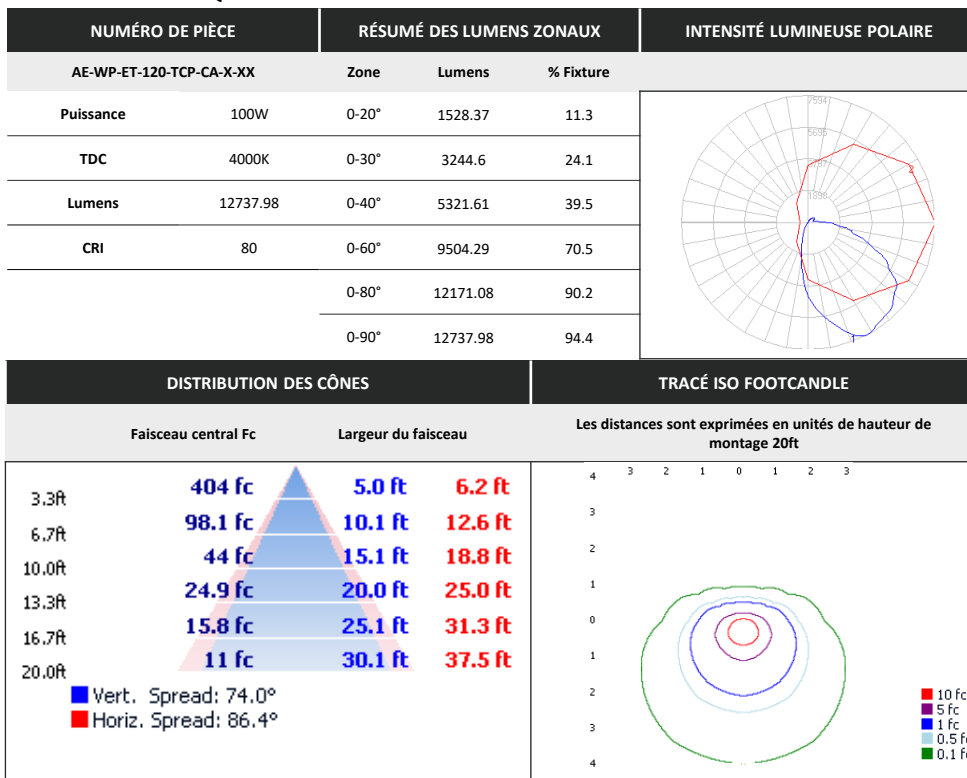 NUMÉRO DE PIÈCE
RÉSUMÉ DES LUMENS ZONAUX
INTENSITÉ LUMINEUSE POLAIRE
AE-WP-ET-120-TCP-CA-X-XX
Zone Lumens % Fixture
Puissance 100W
0-20° 1528.37 11.3
TDC 4000K
0-30° 3244.6 24.1
Lumens 12737.98
0-40° 5321.61 39.5
CRI 80
0-60° 9504.29 70.5
0-80° 12171.08 90.2
0-90° 12737.98 94.4
7594
5695
1898
2
1
DISTRIBUTION DES CÔNES
TRACÉ ISO FOOTCANDLE
Faisceau central Fc Largeur du faisceau
Les distances sont exprimées en unités de hauteur de
montage 20ft
3.3ft 404 fc 5.0 ft 6.2 ft
6.7ft 98.1 fc 10.1 ft 12.6 ft
10.0ft 44 fc 15.1 ft 18.8 ft
13.3ft 24.9 fc 20.0 ft 25.0 ft
16.7ft 15.8 fc 25.1 ft 31.3 ft
20.0ft 11 fc 30.1 ft 37.5 ft
Vert. Spread: 74.0°
Horiz. Spread: 86.4°
4 3 2 1 0 1 2 3
3
2
1
0
1
2
3
4
10 fc
5 fc
1 fc
0.5 fc
0.1 fc